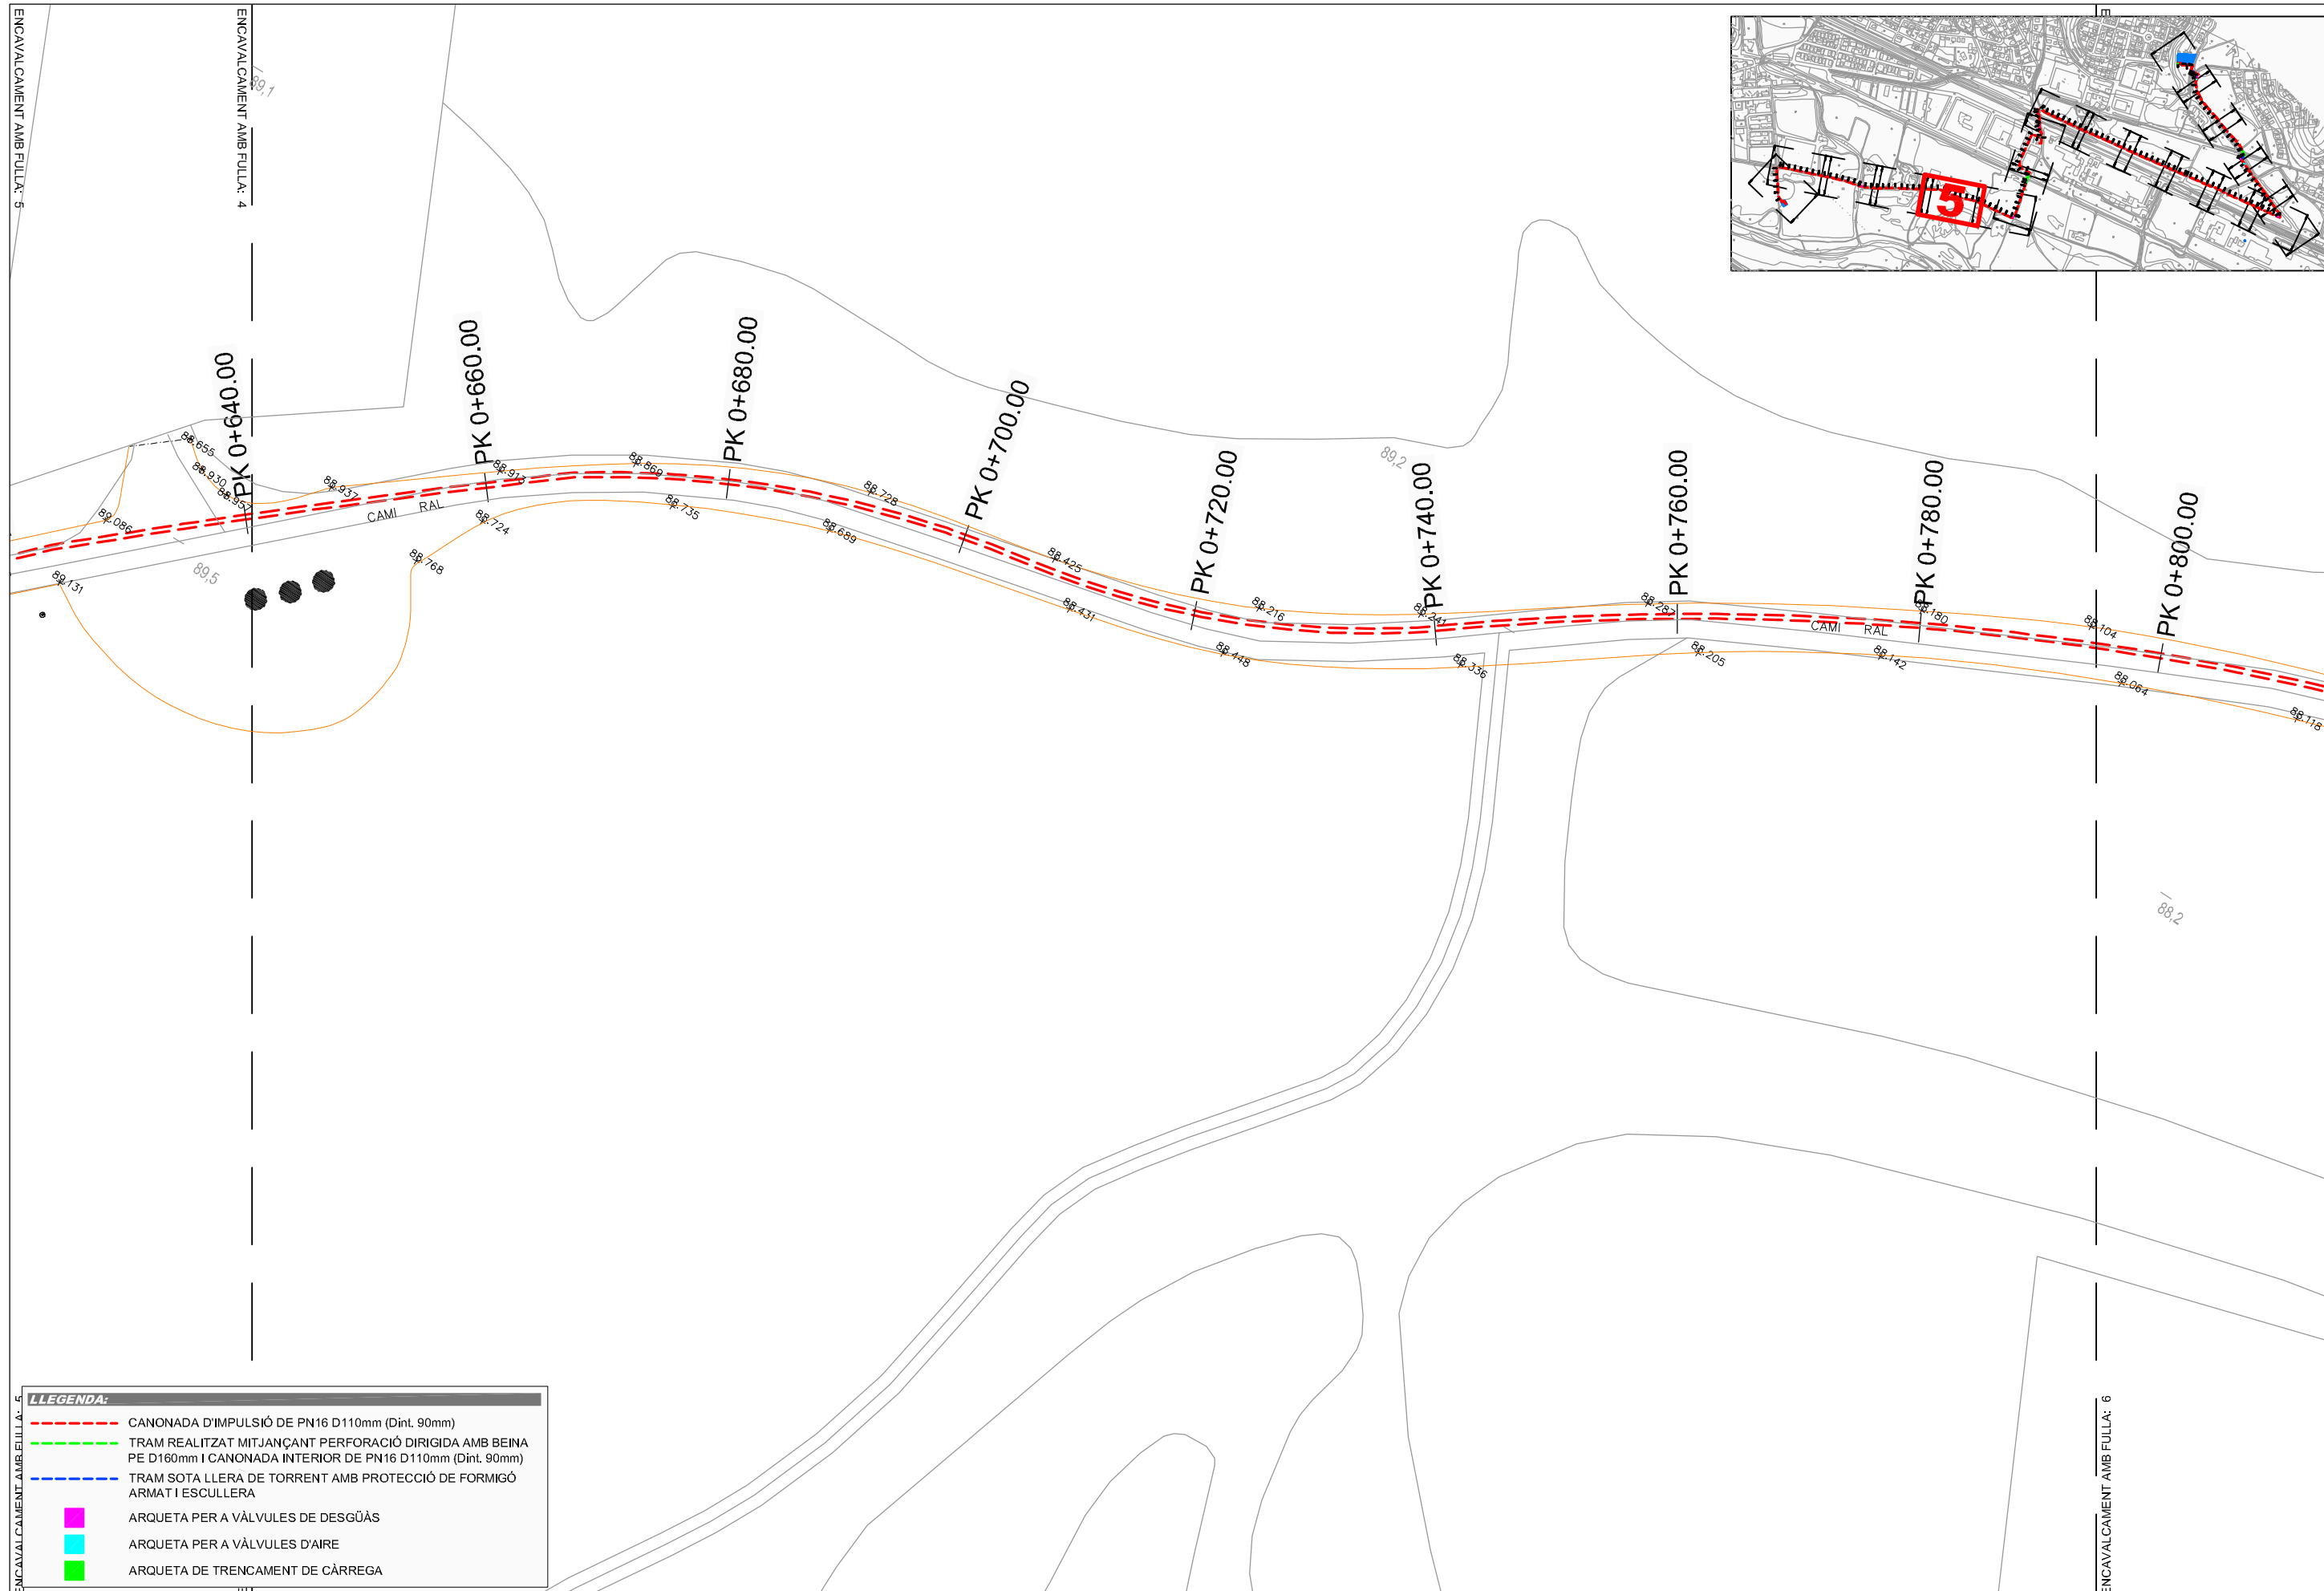 ENCAVALCAMENT AMB FULLA: 5
ENCAVALCAMENT AMB FULLA: 4
89,1
5
PK 0+640.00
PK 0+660.00
PK 0+680.00
PK 0+700.00
PK 0+720.00
PK 0+740.00
PK 0+760.00
PK 0+780.00
PK 0+800.00
88.655
88.930
88.957
88.937
88.913
88.869
88.728
88.425
88.216
88.241
88.287
88.180
88.104
89.086
89.131
89,5
CAMI RAL
88.724
88.768
88.735
88.689
88.431
88.448
88.336
88.205
88.142
88.064
88.118
89,2
CAMI RAL
88,2
LLEGENDA:
CANONADA D'IMPULSIÓ DE PN16 D110mm (Dint. 90mm)
TRAM REALITZAT MITJANÇANT PERFORACIÓ DIRIGIDA AMB BEINA
PE D160mm I CANONADA INTERIOR DE PN16 D110mm (Dint. 90mm)
TRAM SOTA LLERA DE TORRENT AMB PROTECCIÓ DE FORMIGÓ
ARMAT I ESCULLERA
ARQUETA PER A VÀLVULES DE DESGÜÀS
ARQUETA PER A VÀLVULES D'AIRE
ARQUETA DE TRENCAMENT DE CÀRREGA
ENCAVALCAMENT AMB FULLA: 5
ENCAVALCAMENT AMB FULLA: 6